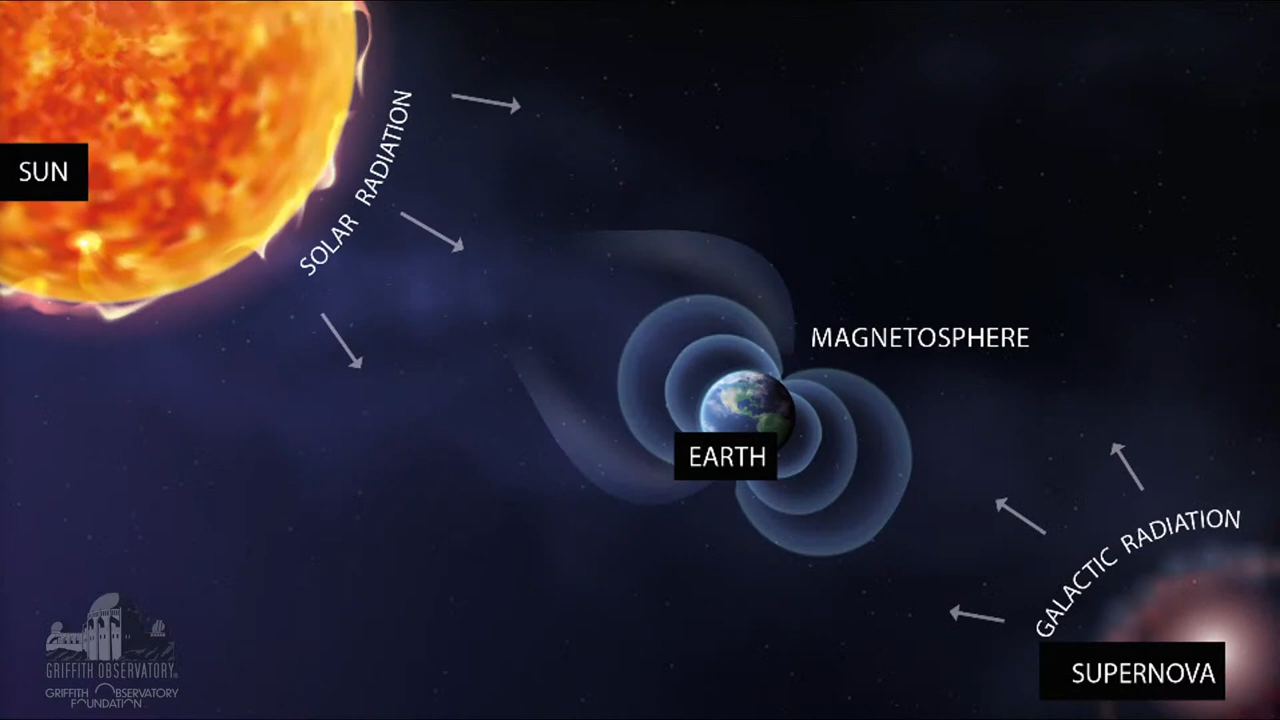 SOLAR RADIATION
SUN
MAGNETOSPHERE
EARTH
GALACTIC RADIATION
SUPERNOVA
GRIFFITH OBSERVATORY®
GRIFFITH OBSERVATORY
FOUNDATION